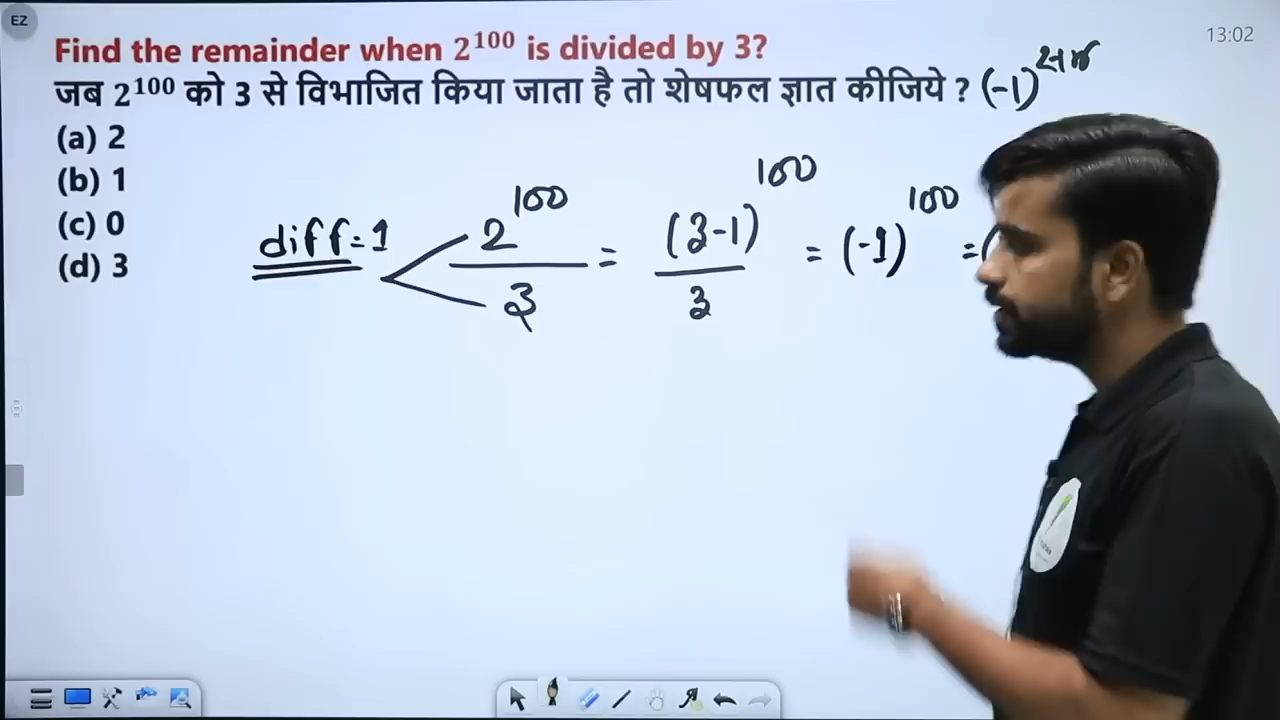 EZ
13:02
Find the remainder when 2^100 is divided by 3?
जब 2^100 को 3 से विभाजित किया जाता है तो शेषफल ज्ञात कीजिये ? (-1)^सम
(a) 2
(b) 1
(c) 0
(d) 3
diff=1 2^100 / 3 = (3-1)^100 / 3 = (-1)^100 = (